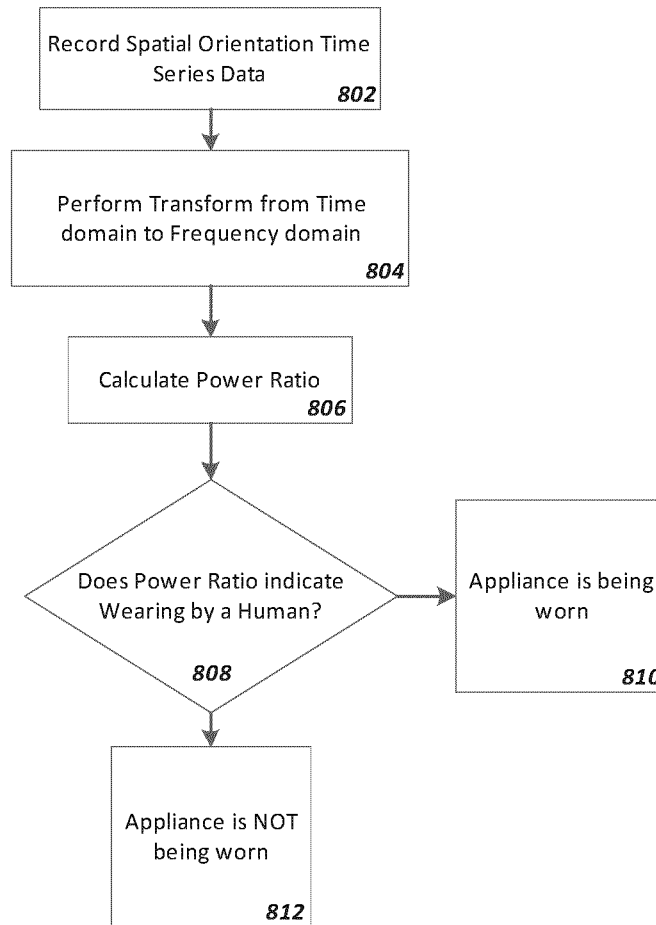 Record Spatial Orientation Time
Series Data
802
Perform Transform from Time
domain to Frequency domain
804
Calculate Power Ratio
806
Does Power Ratio indicate
Wearing by a Human?
808
Appliance is being
worn
810
Appliance is NOT
being worn
812